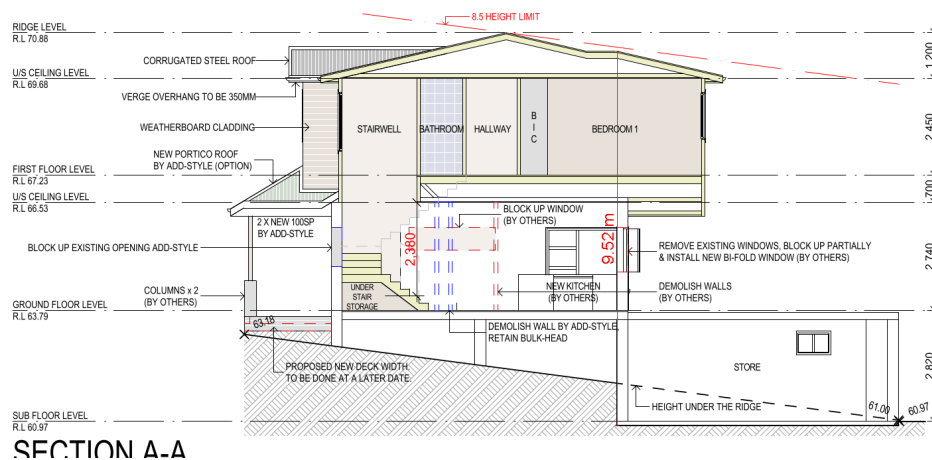 8.5 HEIGHT LIMIT
RIDGE LEVEL
R.L 70.88
1,200
CORRUGATED STEEL ROOF
U/S CEILING LEVEL
R.L 69.68
VERGE OVERHANG TO BE 350MM
WEATHERBOARD CLADDING
STAIRWELL
BATHROOM
HALLWAY
B
I
C
BEDROOM 1
2,450
NEW PORTICO ROOF
BY ADD-STYLE (OPTION)
FIRST FLOOR LEVEL
R.L 67.23
700
U/S CEILING LEVEL
R.L 66.53
BLOCK UP WINDOW
(BY OTHERS)
2 X NEW 100SP
BY ADD-STYLE
BLOCK UP EXISTING OPENING ADD-STYLE
2,380
9.52 m
REMOVE EXISTING WINDOWS, BLOCK UP PARTIALLY
& INSTALL NEW BI-FOLD WINDOW (BY OTHERS)
2,740
COLUMNS x 2
(BY OTHERS)
UNDER
STAIR
STORAGE
NEW KITCHEN
(BY OTHERS)
DEMOLISH WALLS
(BY OTHERS)
GROUND FLOOR LEVEL
R.L 63.79
63.18
DEMOLISH WALL BY ADD-STYLE,
RETAIN BULK-HEAD
PROPOSED NEW DECK WIDTH.
TO BE DONE AT A LATER DATE.
STORE
2,820
HEIGHT UNDER THE RIDGE
61.00
60.97
SUB FLOOR LEVEL
R.L 60.97
SECTION A-A